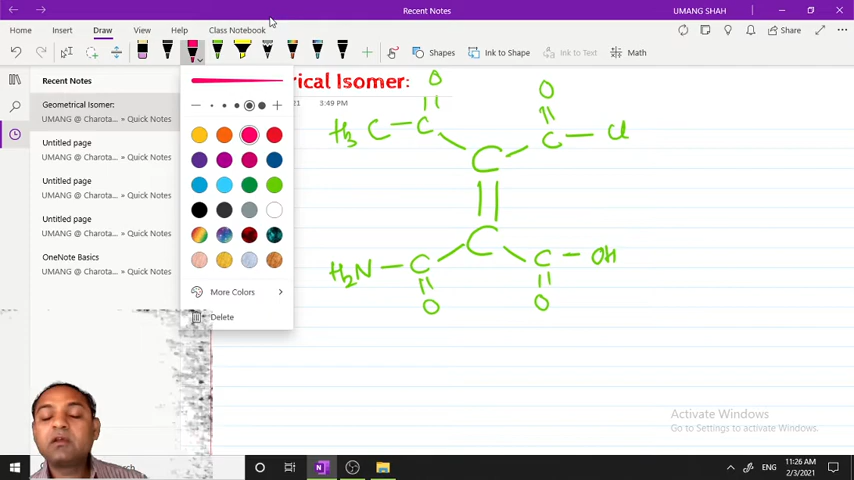 Recent Notes
UMANG SHAH
Home Insert Draw View Help Class Notebook
Share
Shapes Ink to Shape Ink to Text Math
Recent Notes
Geometrical Isomer:
UMANG @ Charota... » Quick Notes
Untitled page
UMANG @ Charota... » Quick Notes
Untitled page
UMANG @ Charota... » Quick Notes
Untitled page
UMANG @ Charota... » Quick Notes
OneNote Basics
UMANG @ Charota... » Quick Notes
More Colors
Delete
rical Isomer:
21 3:49 PM
O O
H3C C C Cl
C
C
H2N C C OH
O O
Activate Windows
Go to Settings to activate Windows.
arch
ENG
11:26 AM
2/3/2021